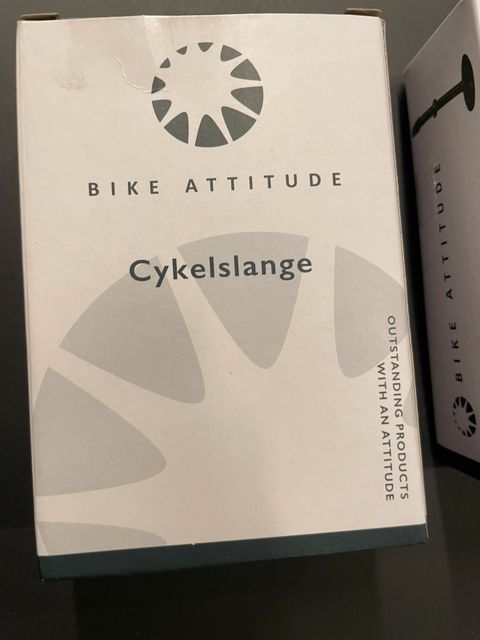 BIKE ATTITUDE
Cykelslange
OUTSTANDING PRODUCTS
WITH AN ATTITUDE
BIKE ATTITUDE